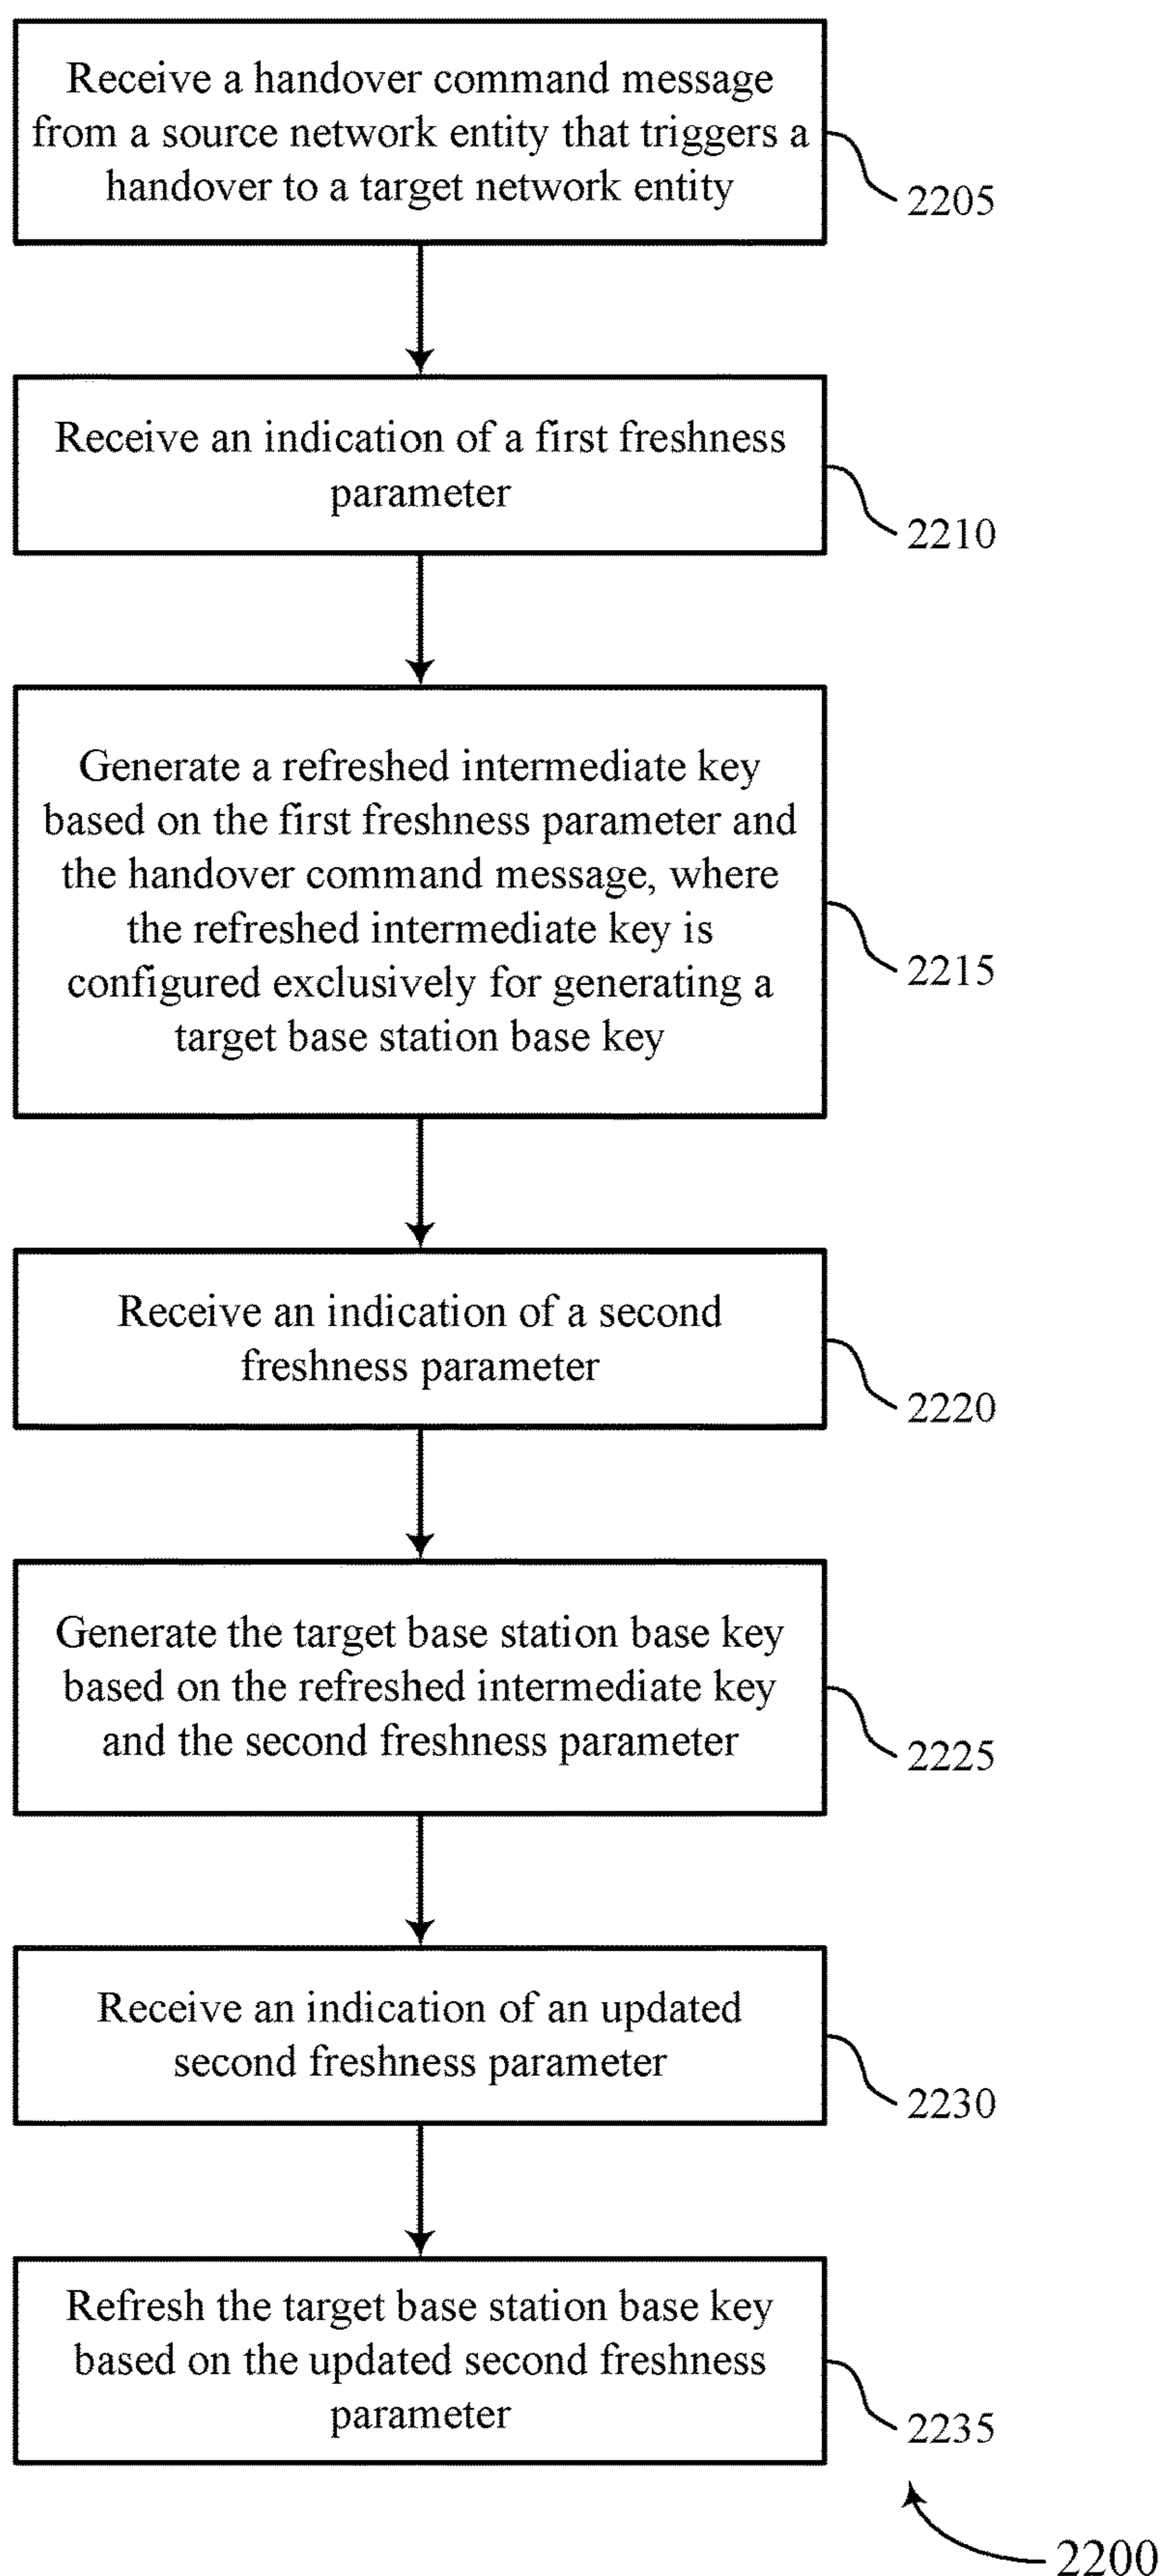 Receive a handover command message
from a source network entity that triggers a
handover to a target network entity
2205
Receive an indication of a first freshness
parameter
2210
Generate a refreshed intermediate key
based on the first freshness parameter and
the handover command message, where
the refreshed intermediate key is
configured exclusively for generating a
target base station base key
2215
Receive an indication of a second
freshness parameter
2220
Generate the target base station base key
based on the refreshed intermediate key
and the second freshness parameter
2225
Receive an indication of an updated
second freshness parameter
2230
Refresh the target base station base key
based on the updated second freshness
parameter
2235
2200